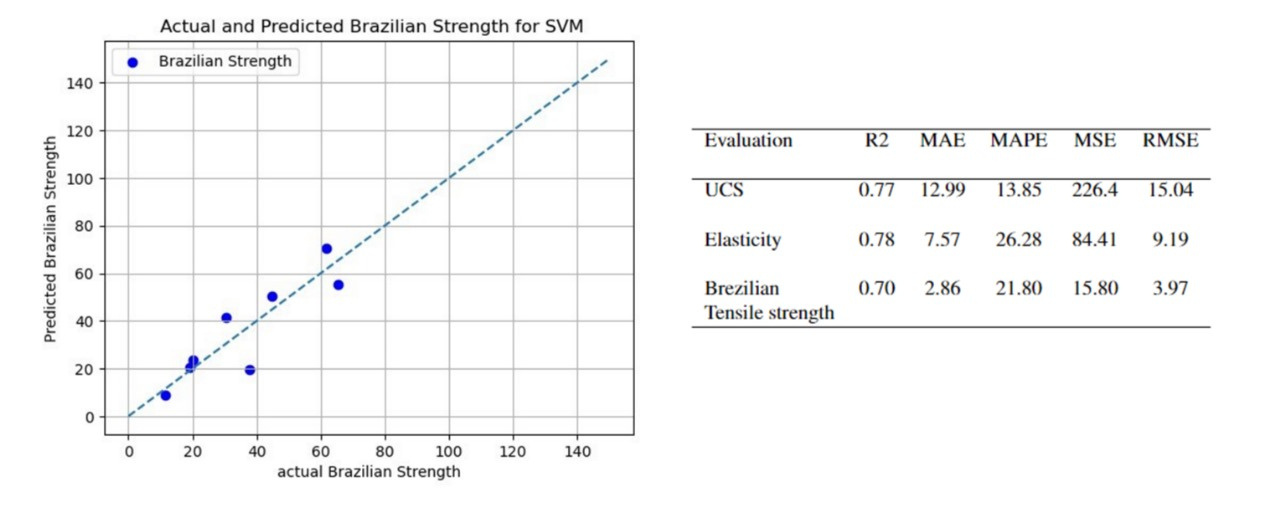 Actual and Predicted Brazilian Strength for SVM
Brazilian Strength
Predicted Brazilian Strength
140
120
100
80
60
40
20
0
0 20 40 60 80 100 120 140
actual Brazilian Strength
Evaluation R2 MAE MAPE MSE RMSE
UCS 0.77 12.99 13.85 226.4 15.04
Elasticity 0.78 7.57 26.28 84.41 9.19
Brezilian 0.70 2.86 21.80 15.80 3.97
Tensile strength